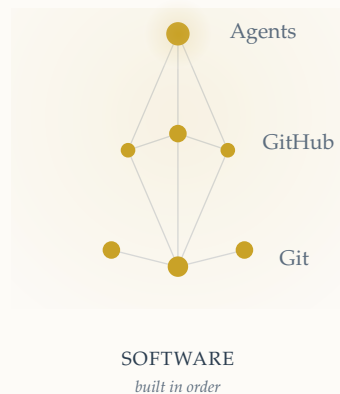 Agents
GitHub
Git
SOFTWARE
built in order